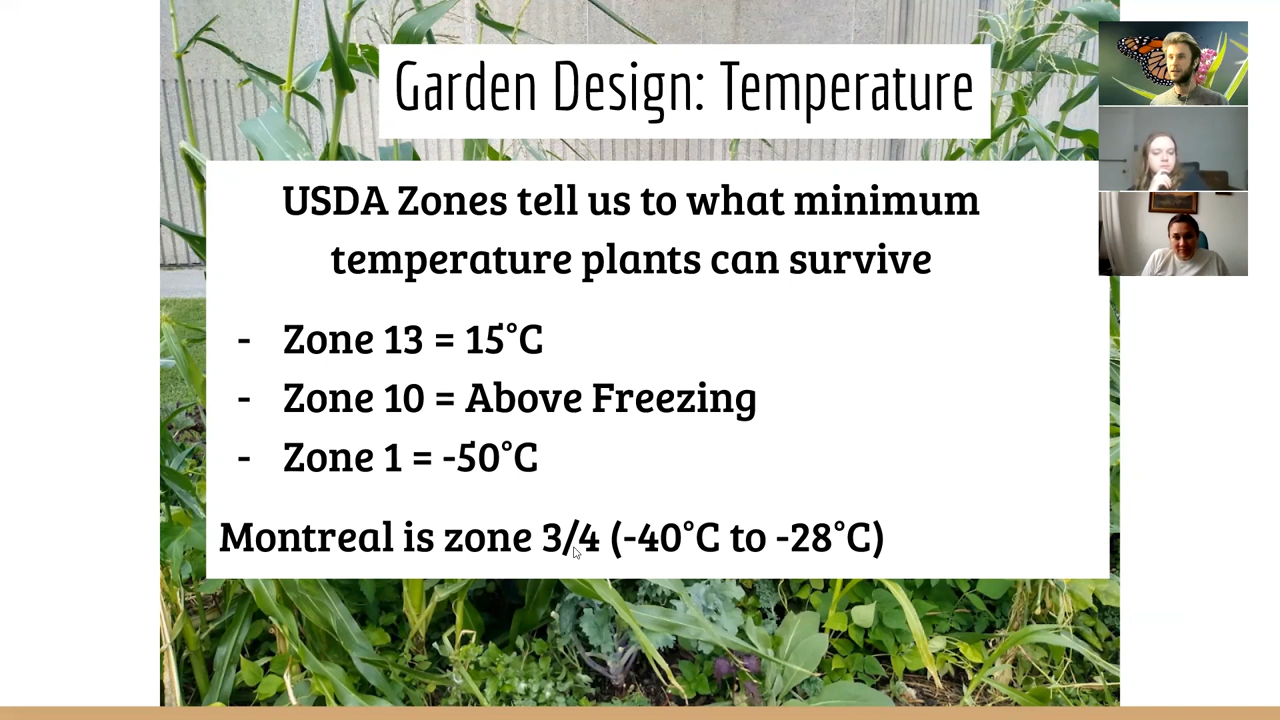 Garden Design: Temperature
USDA Zones tell us to what minimum
temperature plants can survive
- Zone 13 = 15°C
- Zone 10 = Above Freezing
- Zone 1 = -50°C
Montreal is zone 3/4 (-40°C to -28°C)